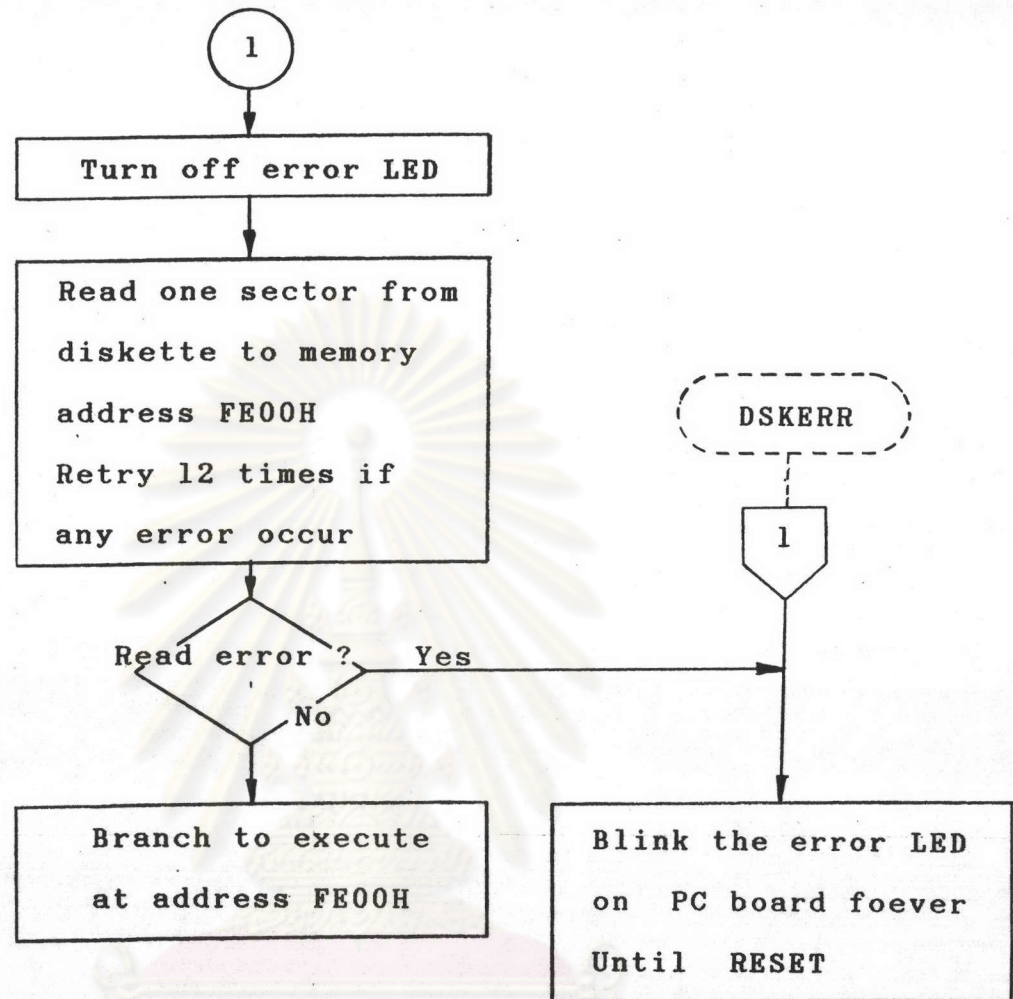 1
Turn off error LED
Read one sector from
diskette to memory
address FE00H
Retry 12 times if
any error occur
DSKERR
1
Read error ?
Yes
No
Branch to execute
at address FE00H
Blink the error LED
on PC board foever
Until RESET